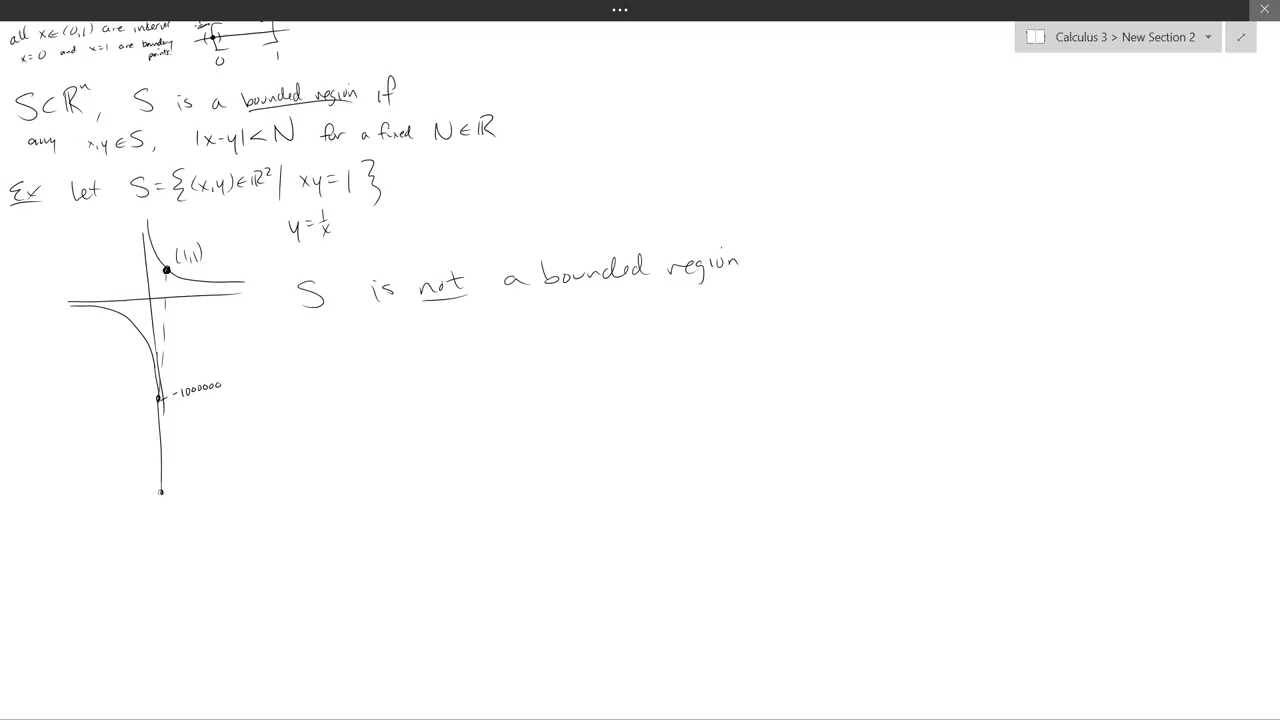 Calculus 3 > New Section 2
all x∈(0,1) are interior
x=0 and x=1 are boundary
points.
0 1
S⊂ℝⁿ, S is a bounded region if
any x,y∈S, |x-y|<N for a fixed N∈ℝ
Ex Let S={(x,y)∈ℝ²| xy=1}
y=1/x
(1,1)
S is not a bounded region
-1000000